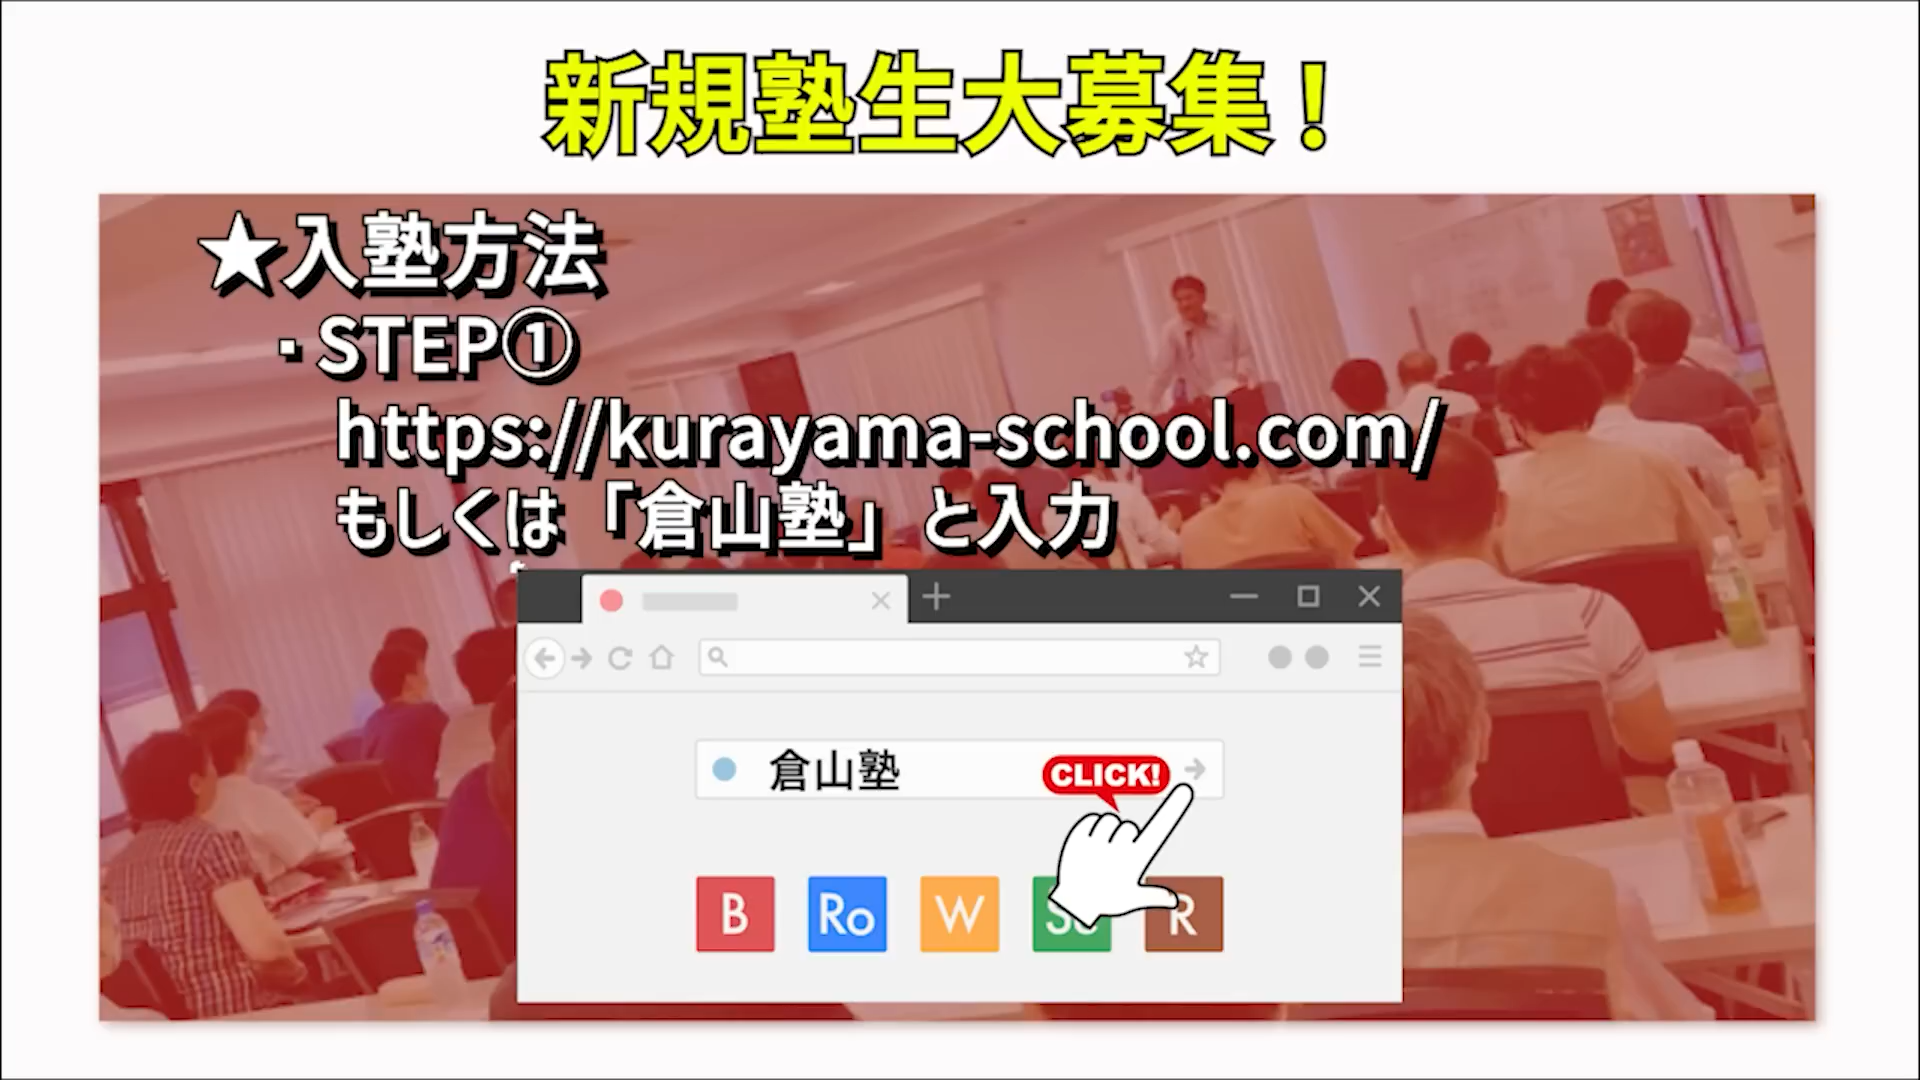 新規塾生大募集！
★入塾方法
・STEP①
https://kurayama-school.com/
もしくは「倉山塾」と入力
倉山塾
CLICK!
B
Ro
W
R